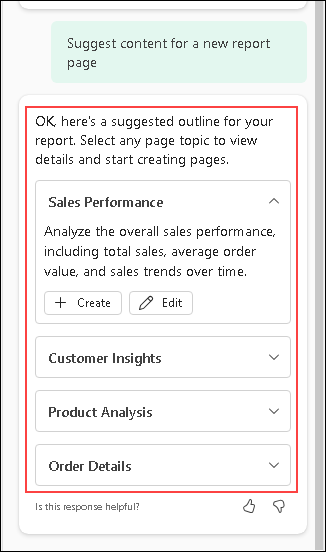 Suggest content for a new report
page
OK, here's a suggested outline for your
report. Select any page topic to view
details and start creating pages.
Sales Performance
Analyze the overall sales performance,
including total sales, average order
value, and sales trends over time.
Create
Edit
Customer Insights
Product Analysis
Order Details
Is this response helpful?